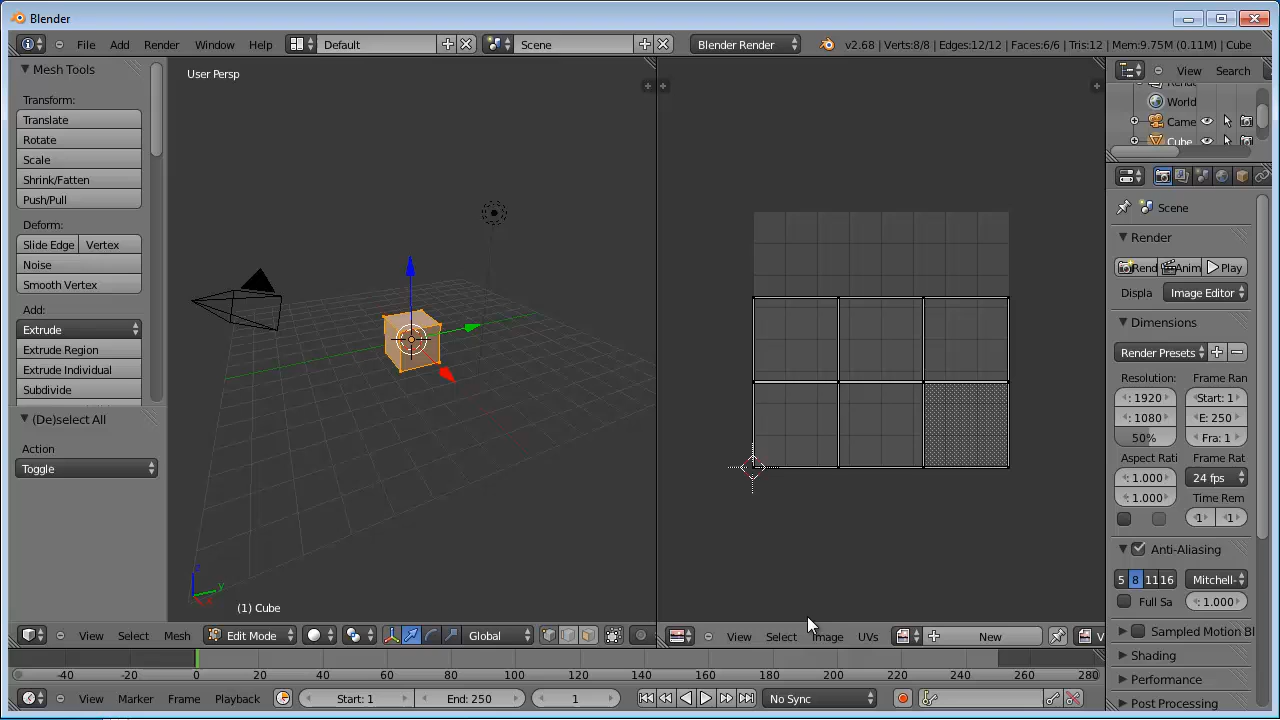 Blender
File Add Render Window Help Default Scene Blender Render v2.68 | Verts:8/8 | Edges:12/12 | Faces:6/6 | Tris:12 | Mem:9.75M (0.11M) | Cube
Mesh Tools
Transform:
Translate
Rotate
Scale
Shrink/Fatten
Push/Pull
Deform:
Slide Edge Vertex
Noise
Smooth Vertex
Add:
Extrude
Extrude Region
Extrude Individual
Subdivide
(De)select All
Action
Toggle
User Persp
z
y
x
(1) Cube
View Select Mesh Edit Mode Global
View Select Image UVs New V
View Search
Rende
World
Came
Cube
Scene
Render
Rend Anim Play
Displa Image Editor
Dimensions
Render Presets
Resolution: Frame Ran
: 1920 Start: 1
: 1080 E: 250
50% Fra: 1
Aspect Rati Frame Rat
: 1.000 24 fps
: 1.000 Time Rem
1 1
Anti-Aliasing
5 8 11 16 Mitchell-
Full Sa : 1.000
Sampled Motion Bl
Shading
Performance
Post Processing
-40 -20 0 20 40 60 80 100 120 140 160 180 200 220 240 260 280
View Marker Frame Playback Start: 1 End: 250 1 No Sync